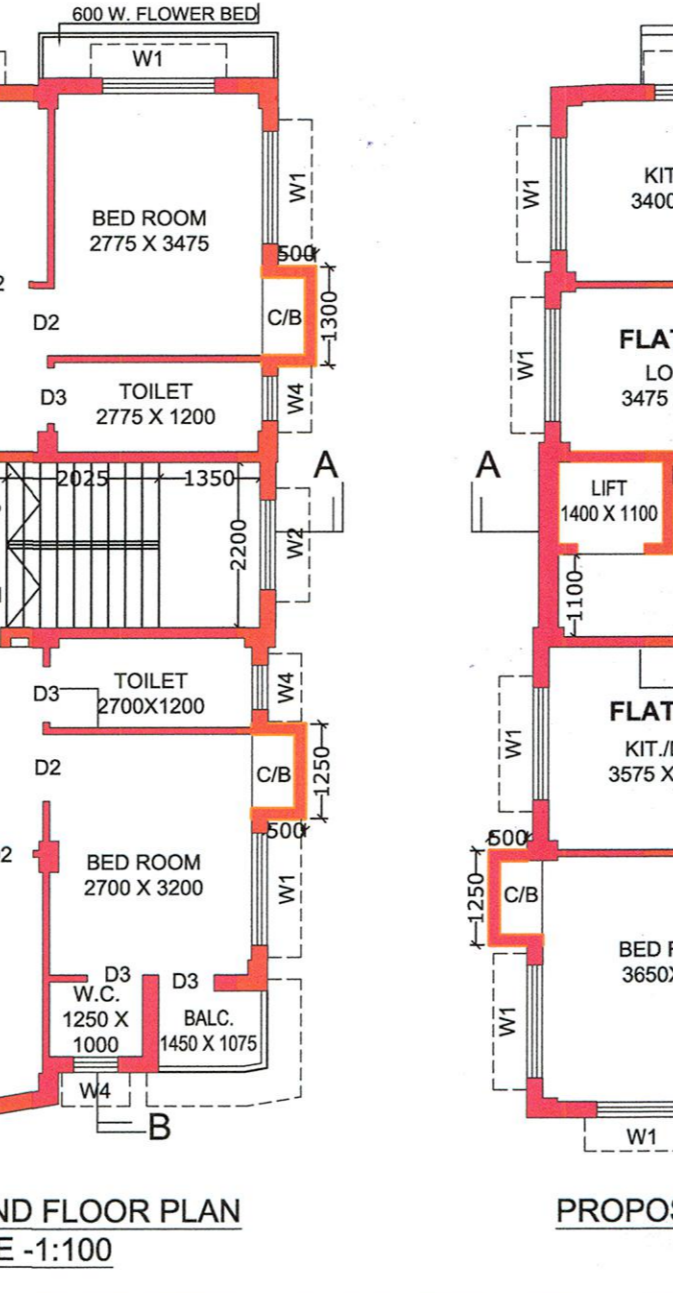 600 W. FLOWER BED
W1
W1
BED ROOM
2775 X 3475
500
C/B
1300
D2
D3
TOILET
2775 X 1200
W4
2025
1350
A
2200
W2
TOILET
2700X1200
D3
W4
D2
C/B
1250
500
BED ROOM
2700 X 3200
W1
D3
D3
W.C.
1250 X
1000
BALC.
1450 X 1075
W4
B
ND FLOOR PLAN
E -1:100
W1
KIT
3400
W1
FLAT
LO
3475
A
LIFT
1400 X 1100
1100
W1
FLAT
KIT./
3575 X
500
1250
C/B
BED
3650X
W1
W1
PROPOS